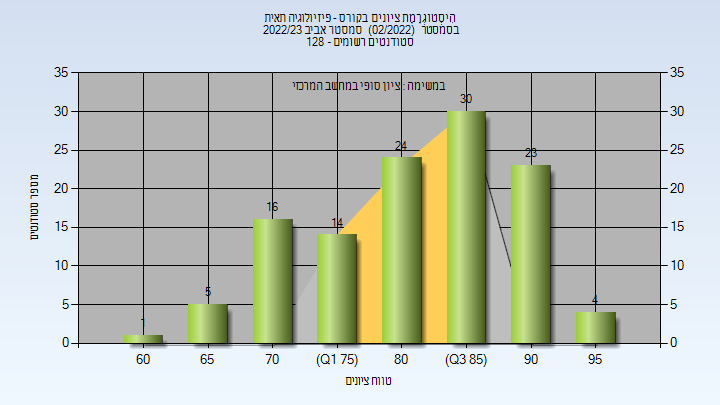 היסטוגרמת ציונים בקורס - פיזיולוגיה תאית
בסמסטר (02/2022) סמסטר אביב 2022/23
סטודנטים רשומים - 128
במשימה : ציון סופי במחשב המרכזי
35 35
30 30
25 25
20 20
15 15
10 10
5 5
0 0
1 5 16 14 24 30 23 4
מספר סטודנטים
60 65 70 (Q1 75) 80 (Q3 85) 90 95
טווח ציונים